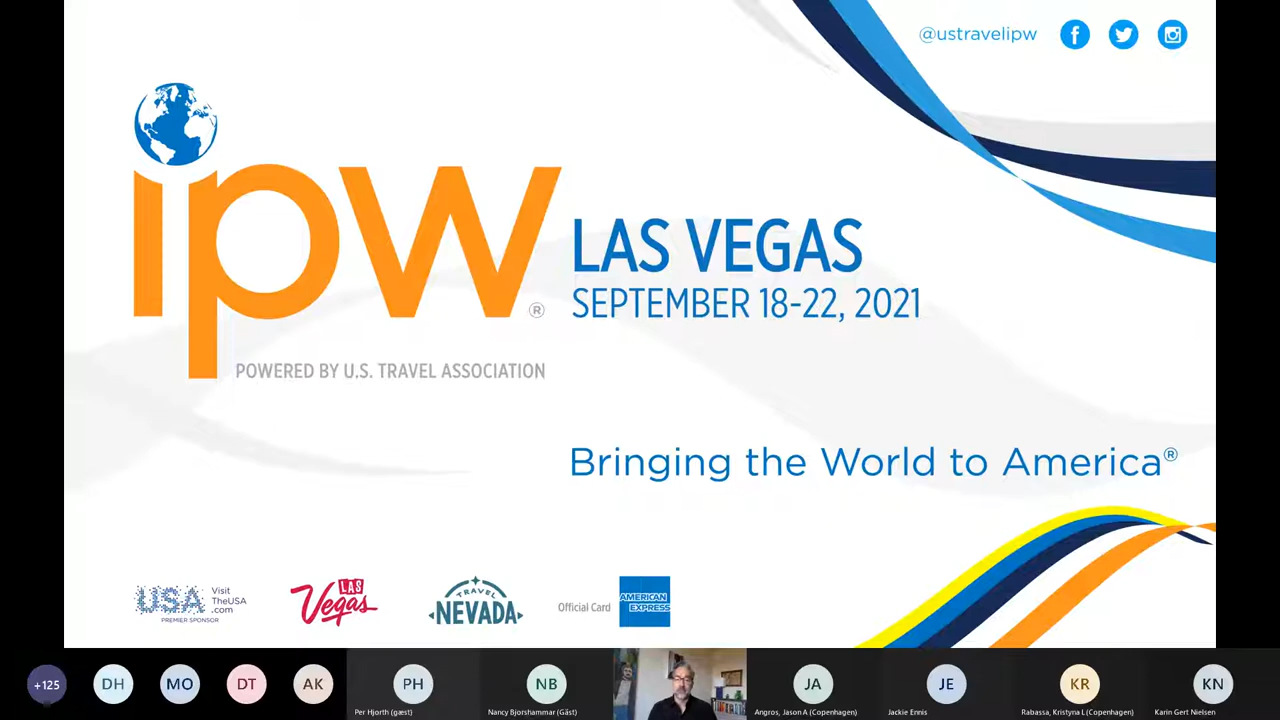 @ustravelipw
ipw®
LAS VEGAS
SEPTEMBER 18-22, 2021
POWERED BY U.S. TRAVEL ASSOCIATION
Bringing the World to America®
USA
Visit
TheUSA
.com
PREMIER SPONSOR
LAS
Vegas
TRAVEL
NEVADA
Official Card
AMERICAN
EXPRESS
+125
DH
MO
DT
AK
PH
Per Hjorth (gæst)
NB
Nancy Bjorshammar (Gäst)
JA
Angros, Jason A (Copenhagen)
JE
Jackie Ennis
KR
Rabassa, Kristyna L (Copenhagen)
KN
Karin Gert Nielsen